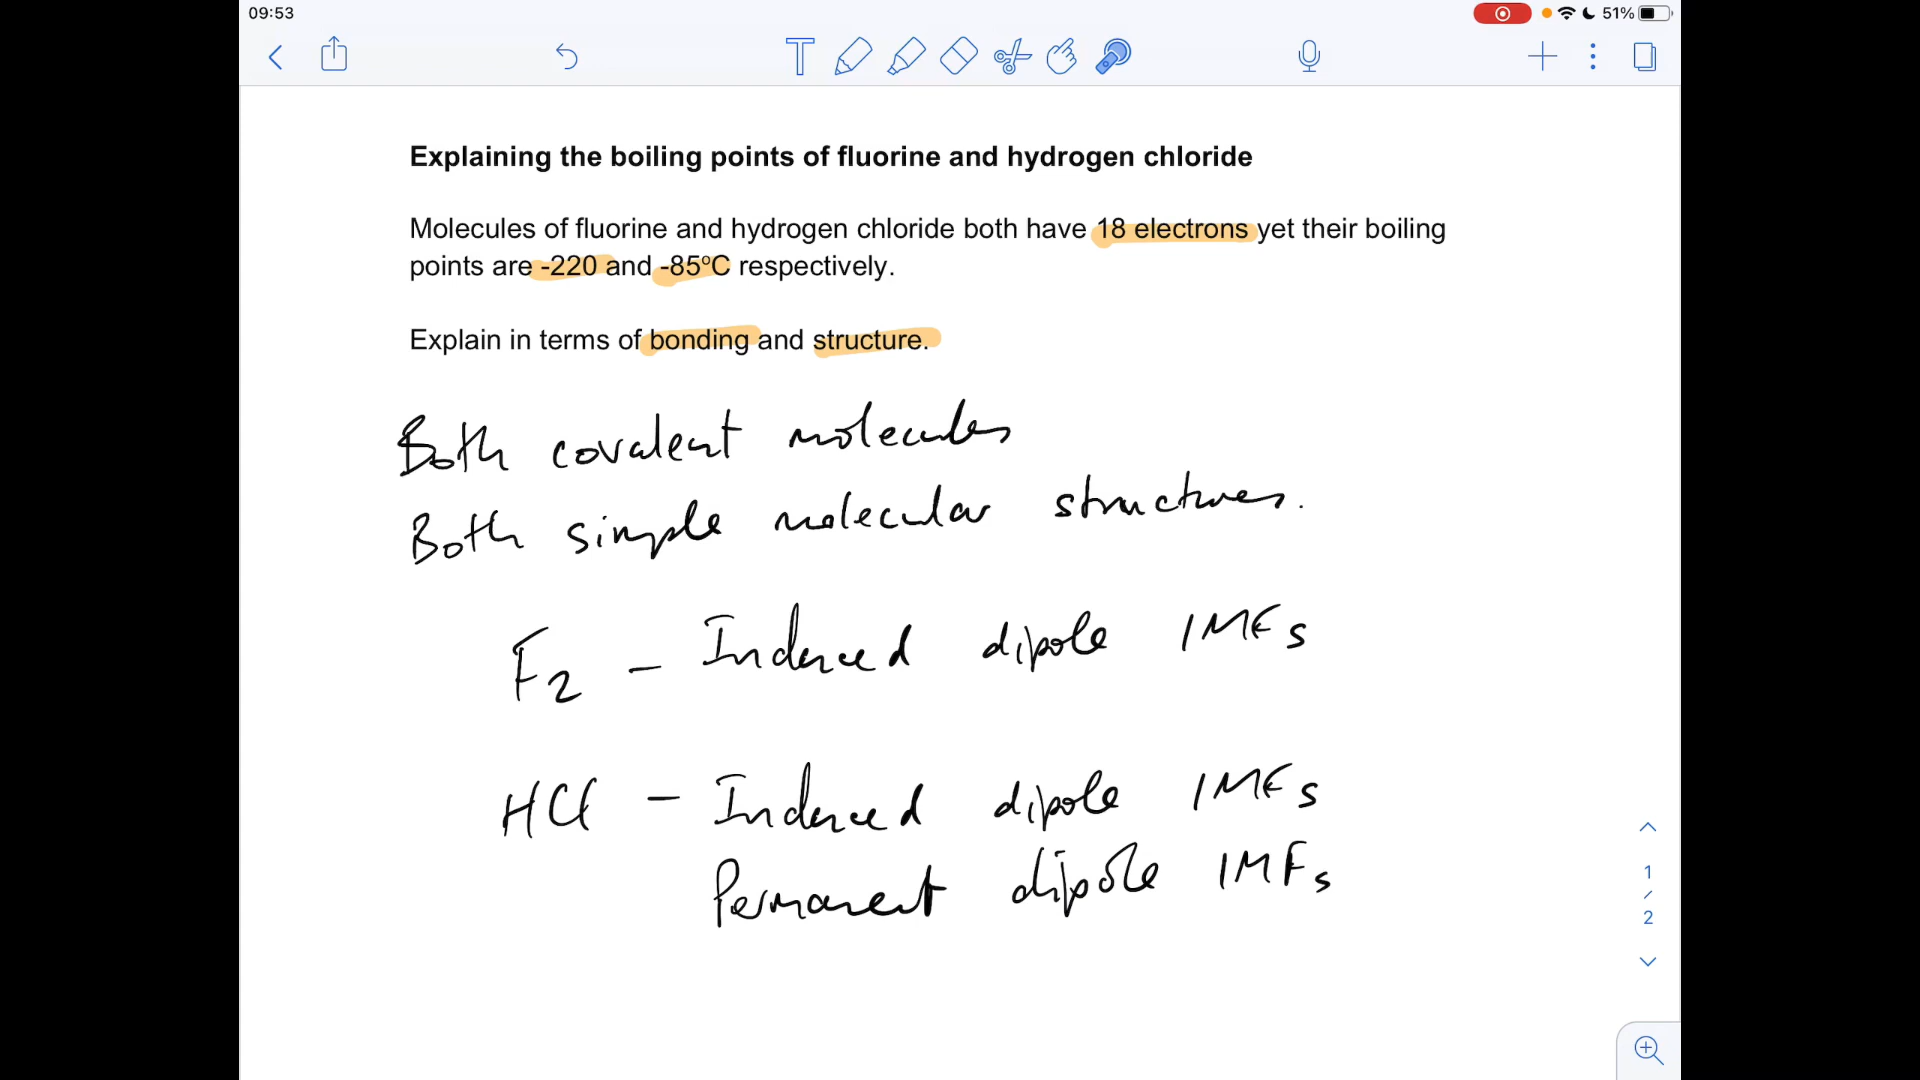 09:53
51%
T
Explaining the boiling points of fluorine and hydrogen chloride
Molecules of fluorine and hydrogen chloride both have 18 electrons yet their boiling
points are -220 and -85°C respectively.
Explain in terms of bonding and structure.
Both covalent molecules
Both simple molecular structures.
F₂ – Induced dipole IMFs
HCl – Induced dipole IMFs
Permanent dipole IMFs
1
/
2